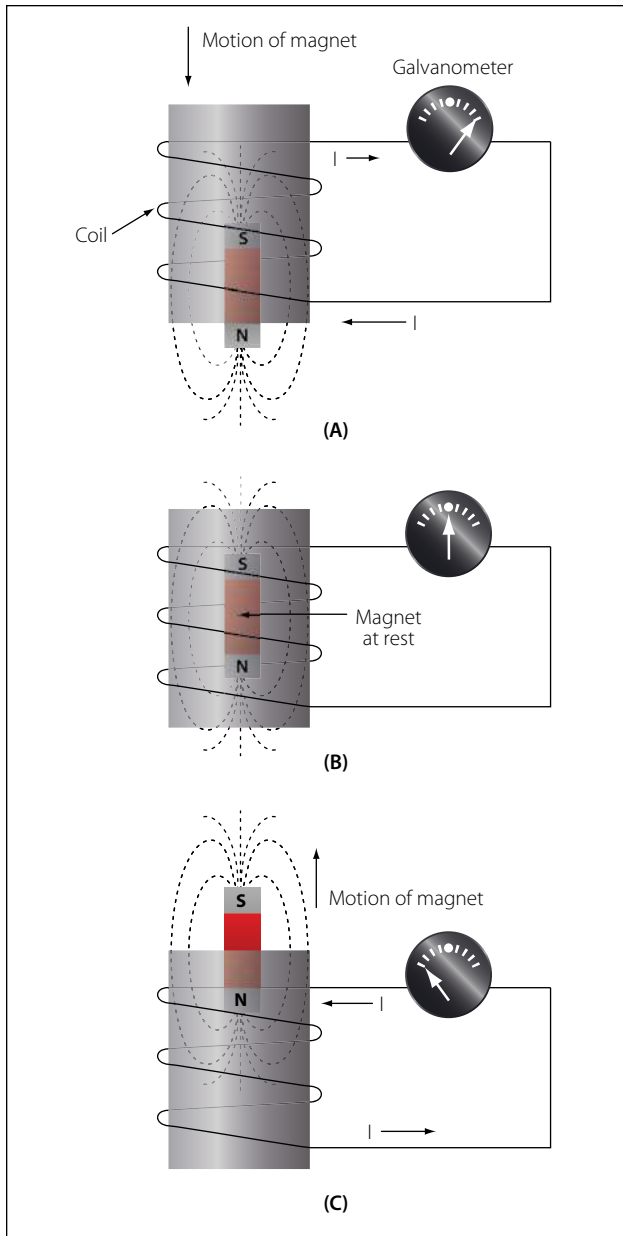 Motion of magnet
Galvanometer
I
Coil
S
N
I
(A)
S
Magnet
at rest
N
(B)
Motion of magnet
S
N
I
I
(C)